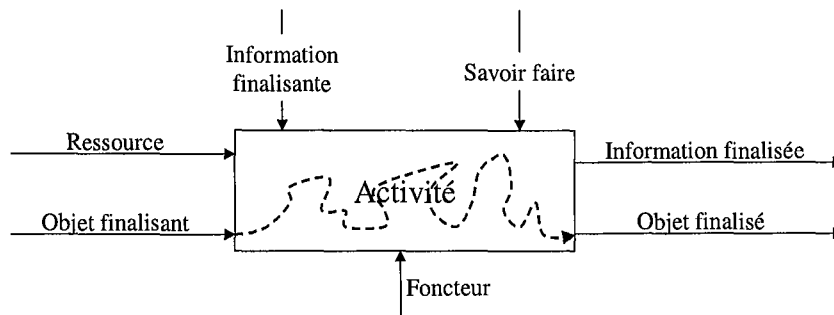 Information
finalisante
Savoir faire
Ressource
Information finalisée
Activité
Objet finalisant
Objet finalisé
Foncteur